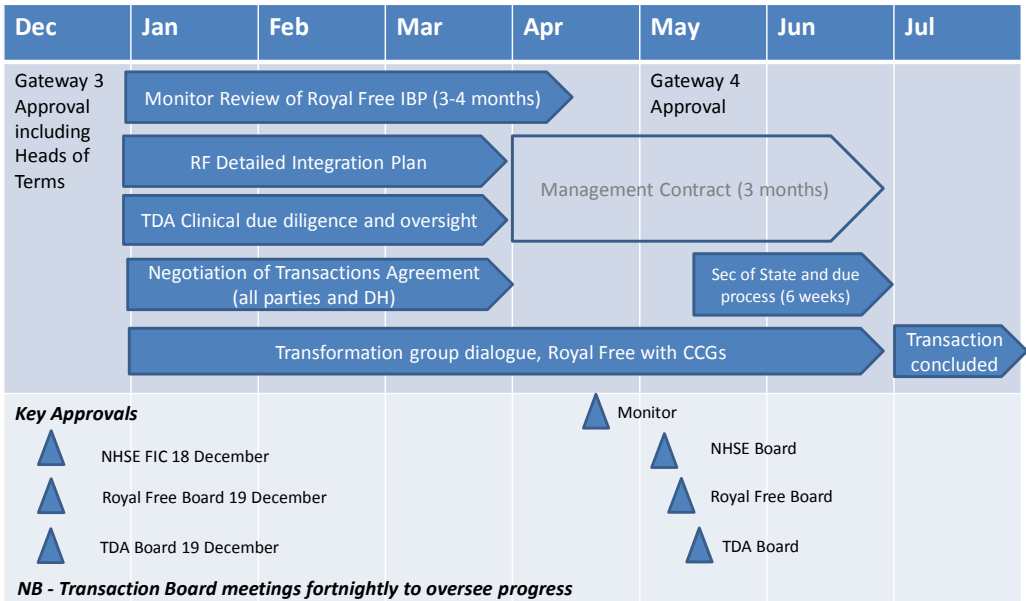 Dec Jan Feb Mar Apr May Jun Jul
Gateway 3
Approval
including
Heads of
Terms
Monitor Review of Royal Free IBP (3-4 months)
Gateway 4
Approval
RF Detailed Integration Plan
Management Contract (3 months)
TDA Clinical due diligence and oversight
Negotiation of Transactions Agreement
(all parties and DH)
Sec of State and due
process (6 weeks)
Transformation group dialogue, Royal Free with CCGs
Transaction
concluded
Key Approvals
Monitor
NHSE FIC 18 December
NHSE Board
Royal Free Board 19 December
Royal Free Board
TDA Board 19 December
TDA Board
NB - Transaction Board meetings fortnightly to oversee progress